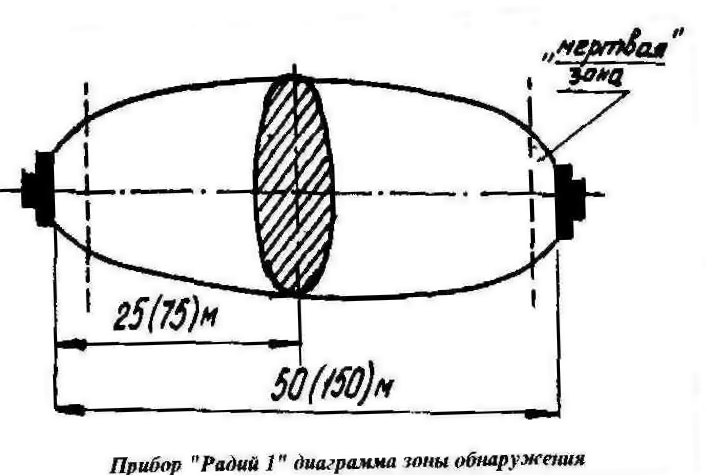 „мертвая"
зона
25(75)м
50(150)м
Прибор "Радий 1" диаграмма зоны обнаружения